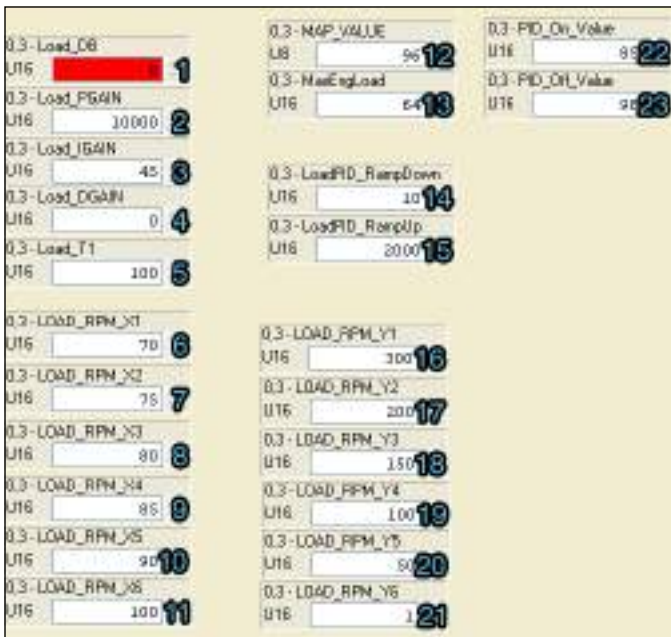 0.3-Load_DB
U16 1
0.3-Load_PGAIN
U16 10000 2
0.3-Load_IGAIN
U16 45 3
0.3-Load_DGAIN
U16 0 4
0.3-Load_T1
U16 100 5
0.3-LOAD_RPM_X1
U16 70 6
0.3-LOAD_RPM_X2
U16 75 7
0.3-LOAD_RPM_X3
U16 80 8
0.3-LOAD_RPM_X4
U16 85 9
0.3-LOAD_RPM_X5
U16 90 10
0.3-LOAD_RPM_X6
U16 100 11
0.3-MAP_VALUE
U8 96 12
0.3-MaxEngLoad
U16 64 13
0.3-LoadPID_RampDown
U16 10 14
0.3-LoadPID_RampUp
U16 2000 15
0.3-LOAD_RPM_Y1
U16 300 16
0.3-LOAD_RPM_Y2
U16 200 17
0.3-LOAD_RPM_Y3
U16 150 18
0.3-LOAD_RPM_Y4
U16 100 19
0.3-LOAD_RPM_Y5
U16 50 20
0.3-LOAD_RPM_Y6
U16 1 21
0.3-PID_On_Value
U16 22
0.3-PID_Off_Value
U16 23